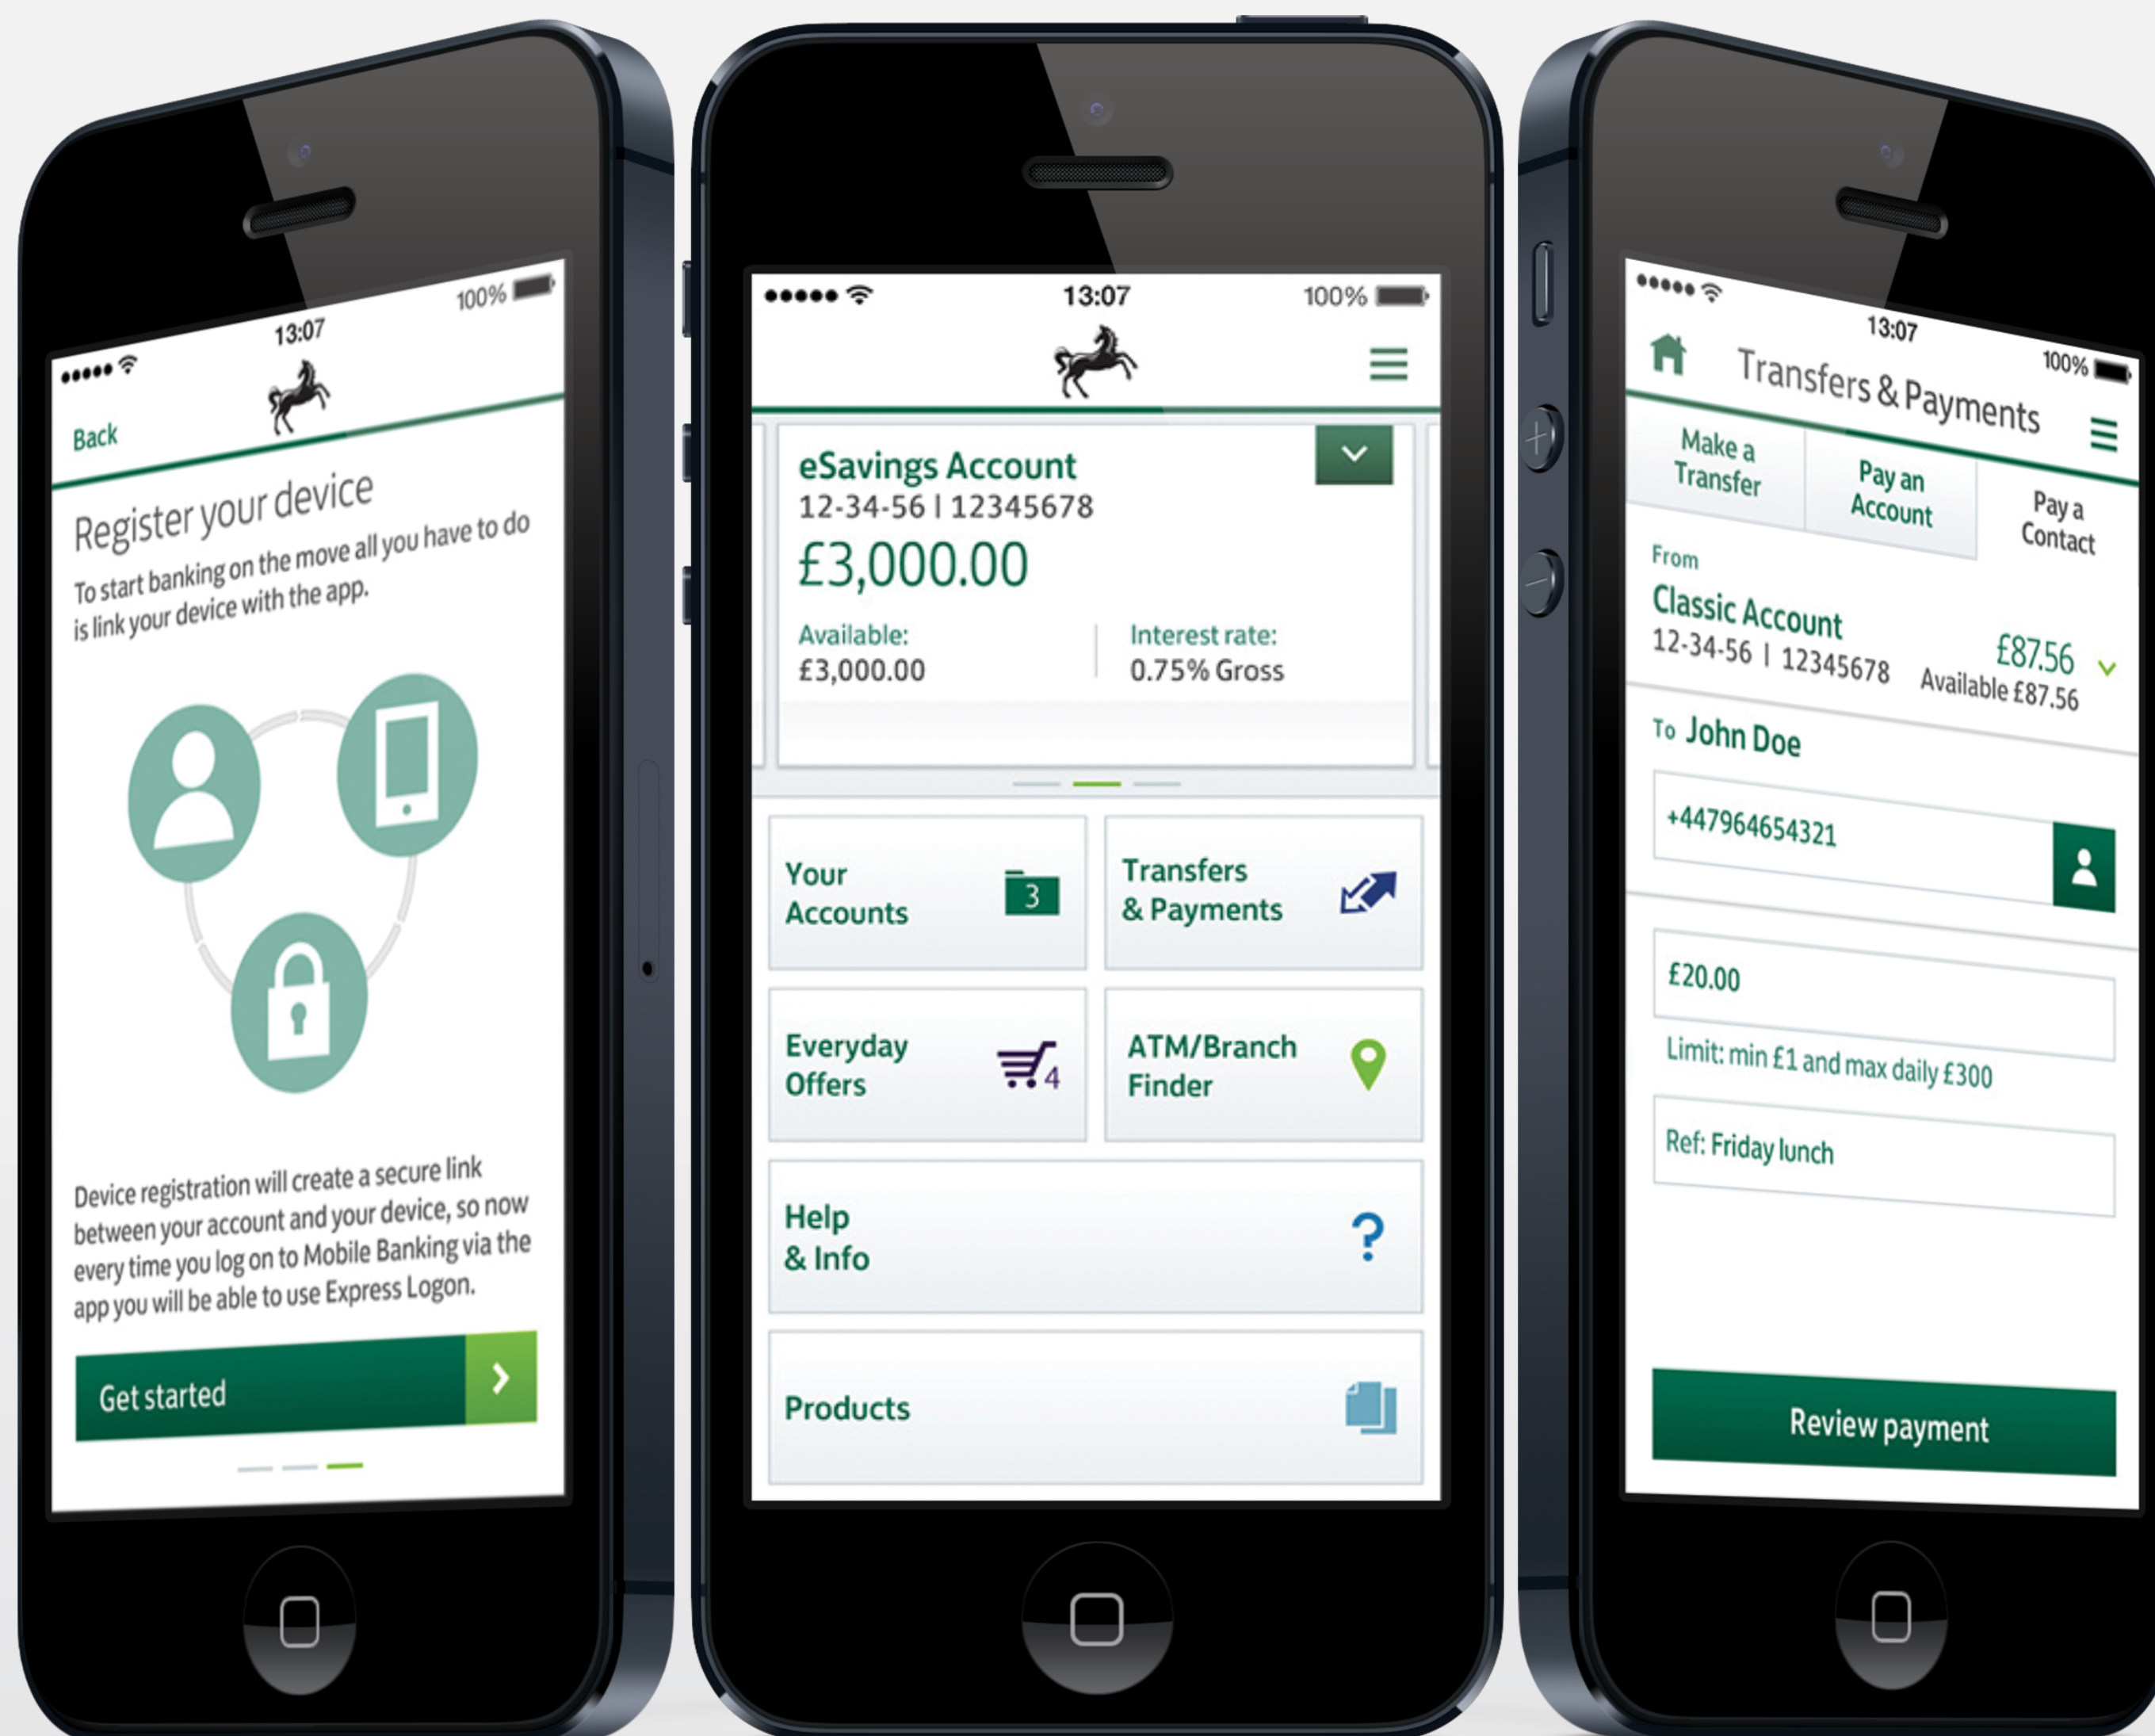 13:07
100%
Back
Register your device
To start banking on the move all you have to do
is link your device with the app.
Device registration will create a secure link
between your account and your device, so now
every time you log on to Mobile Banking via the
app you will be able to use Express Logon.
Get started
13:07
100%
eSavings Account
12-34-56 | 12345678
£3,000.00
Available:
£3,000.00
Interest rate:
0.75% Gross
Your
Accounts
3
Transfers
& Payments
Everyday
Offers
4
ATM/Branch
Finder
Help
& Info
?
Products
13:07
100%
Transfers & Payments
Make a
Transfer
Pay an
Account
Pay a
Contact
From
Classic Account
12-34-56 | 12345678
£87.56
Available £87.56
To John Doe
+447964654321
£20.00
Limit: min £1 and max daily £300
Ref: Friday lunch
Review payment